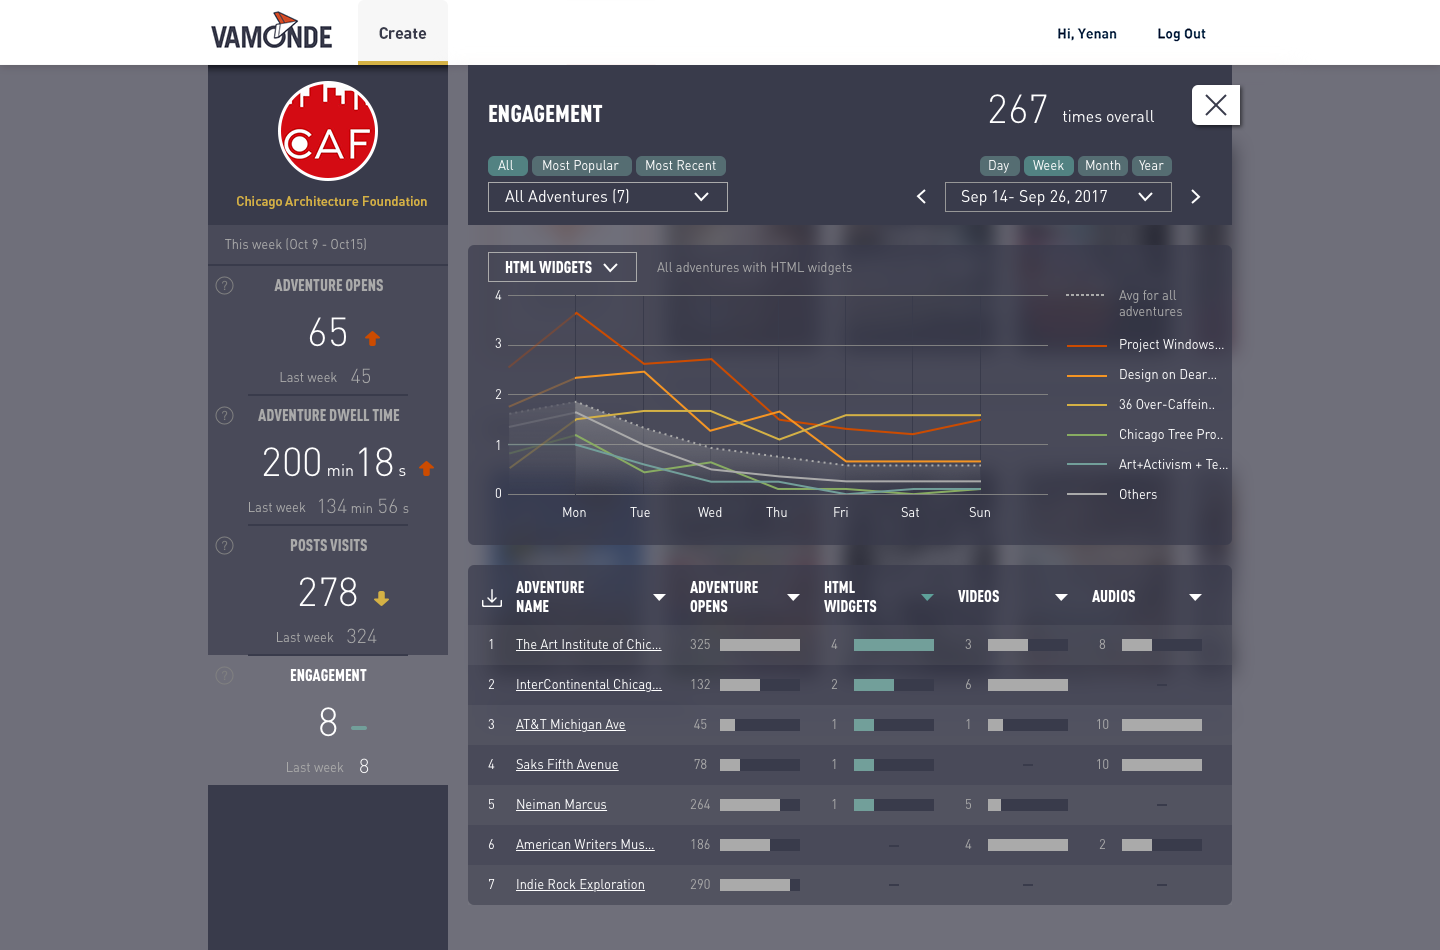 VAMONDE
Create
Hi, Yenan
Log Out
CAF
Chicago Architecture Foundation
This week (Oct 9 - Oct15)
?
ADVENTURE OPENS
65
Last week 45
?
ADVENTURE DWELL TIME
200 min 18 s
Last week 134 min 56 s
?
POSTS VISITS
278
Last week 324
?
ENGAGEMENT
8
Last week 8
ENGAGEMENT
267 times overall
All
Most Popular
Most Recent
Day
Week
Month
Year
All Adventures (7)
Sep 14- Sep 26, 2017
HTML WIDGETS
All adventures with HTML widgets
4
3
2
1
0
Mon Tue Wed Thu Fri Sat Sun
Avg for all
adventures
Project Windows...
Design on Dear...
36 Over-Caffein..
Chicago Tree Pro..
Art+Activism + Te...
Others
ADVENTURE
NAME
ADVENTURE
OPENS
HTML
WIDGETS
VIDEOS
AUDIOS
1 The Art Institute of Chic... 325 4 3 8
2 InterContinental Chicag... 132 2 6 –
3 AT&T Michigan Ave 45 1 1 10
4 Saks Fifth Avenue 78 1 – 10
5 Neiman Marcus 264 1 5 –
6 American Writers Mus... 186 – 4 2
7 Indie Rock Exploration 290 – – –